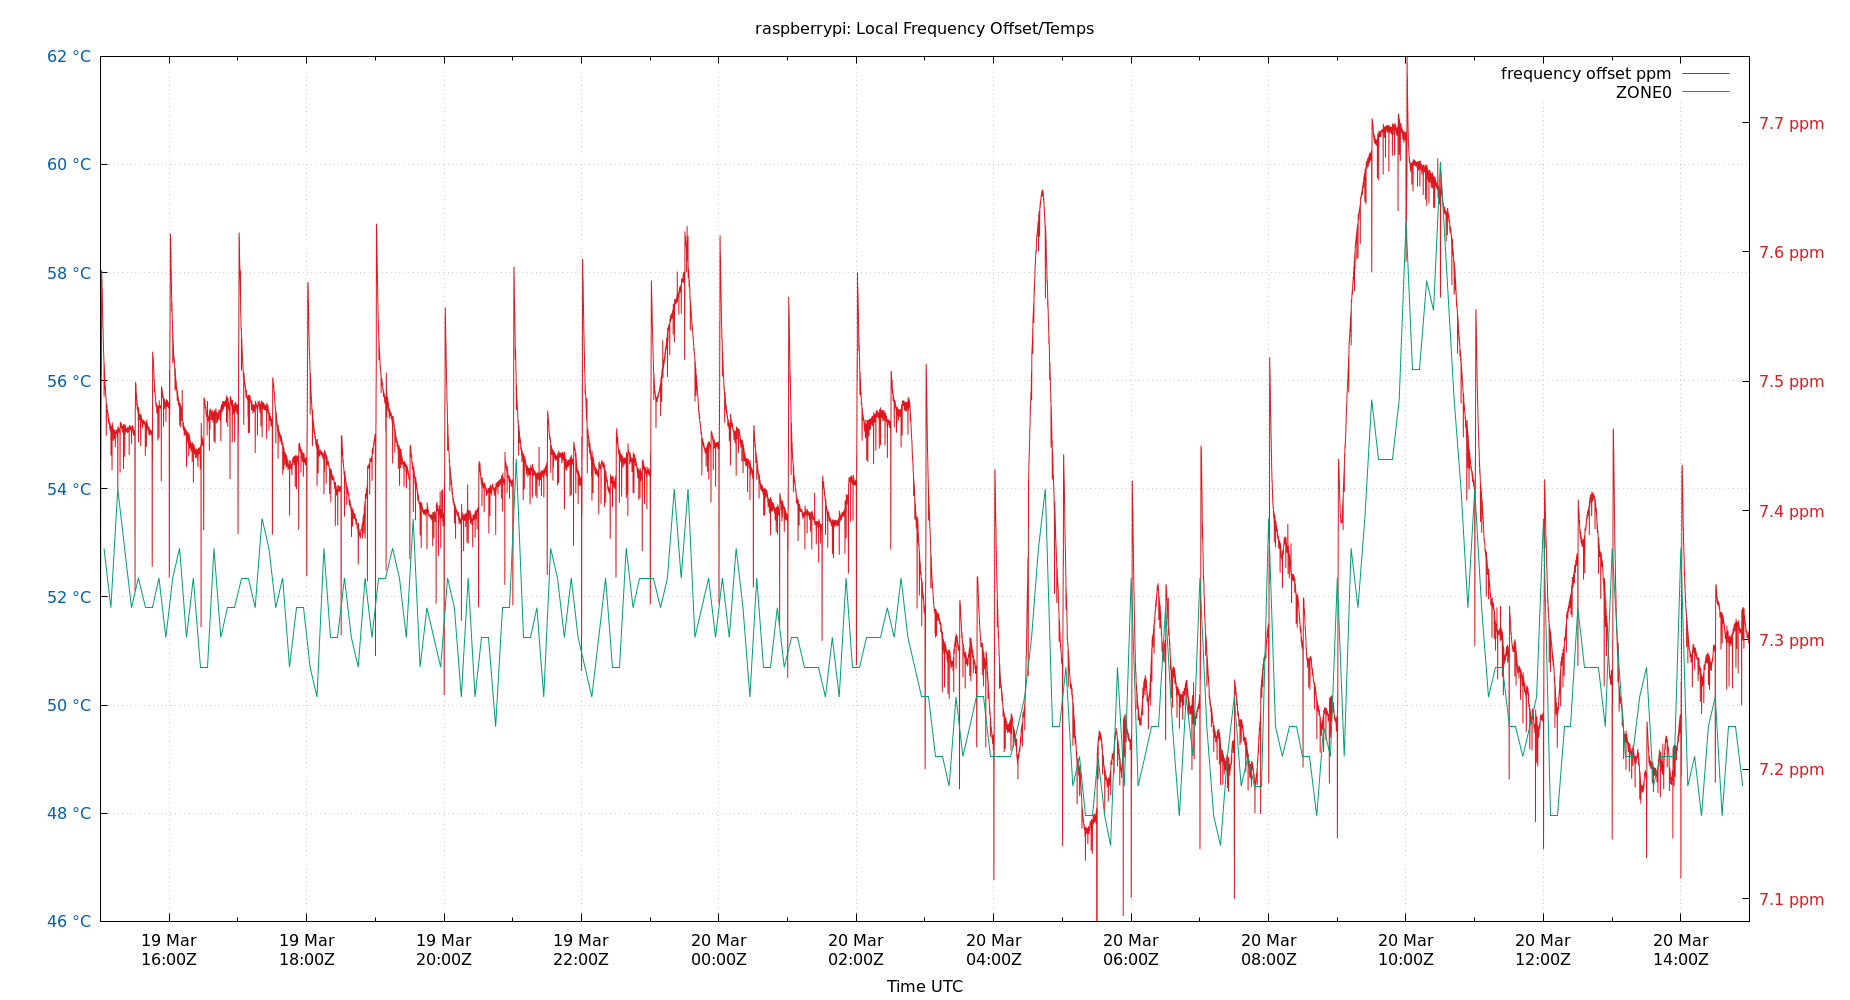 raspberrypi: Local Frequency Offset/Temps
62 °C
60 °C
58 °C
56 °C
54 °C
52 °C
50 °C
48 °C
46 °C
frequency offset ppm
ZONE0
7.7 ppm
7.6 ppm
7.5 ppm
7.4 ppm
7.3 ppm
7.2 ppm
7.1 ppm
19 Mar
16:00Z
19 Mar
18:00Z
19 Mar
20:00Z
19 Mar
22:00Z
20 Mar
00:00Z
20 Mar
02:00Z
20 Mar
04:00Z
20 Mar
06:00Z
20 Mar
08:00Z
20 Mar
10:00Z
20 Mar
12:00Z
20 Mar
14:00Z
Time UTC